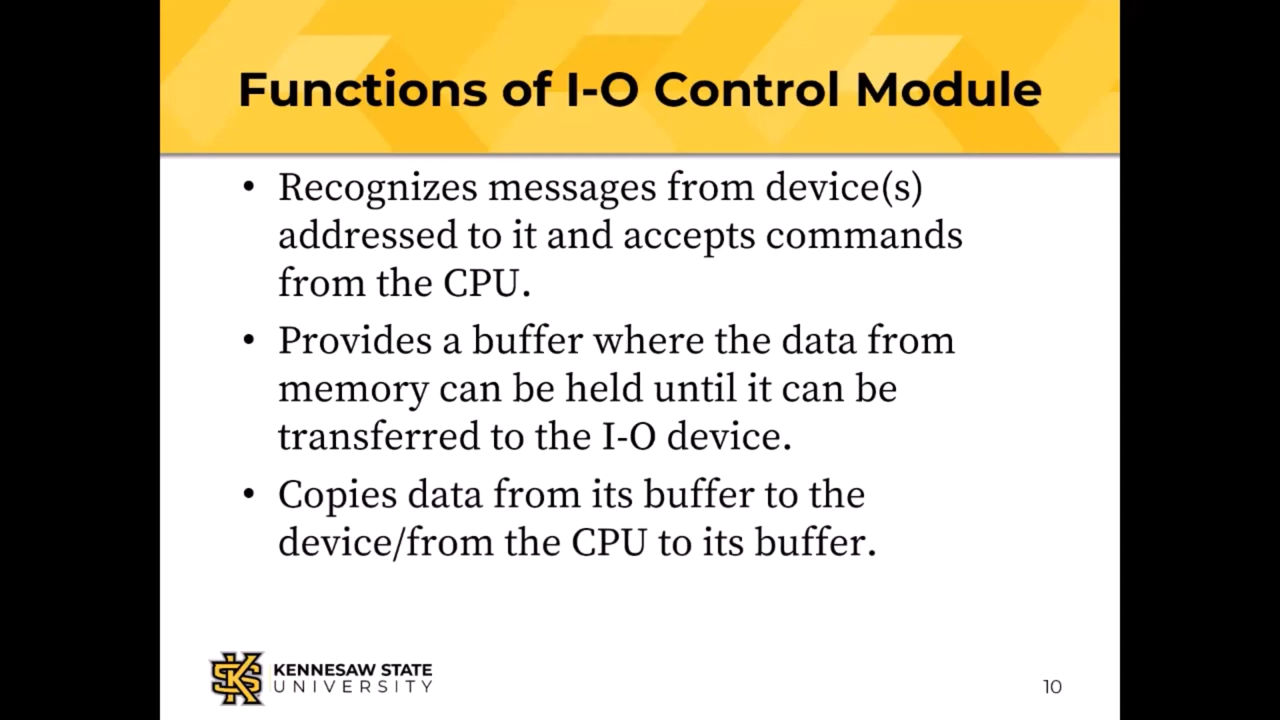 Functions of I-O Control Module
• Recognizes messages from device(s)
addressed to it and accepts commands
from the CPU.
• Provides a buffer where the data from
memory can be held until it can be
transferred to the I-O device.
• Copies data from its buffer to the
device/from the CPU to its buffer.
KENNESAW STATE
UNIVERSITY
10